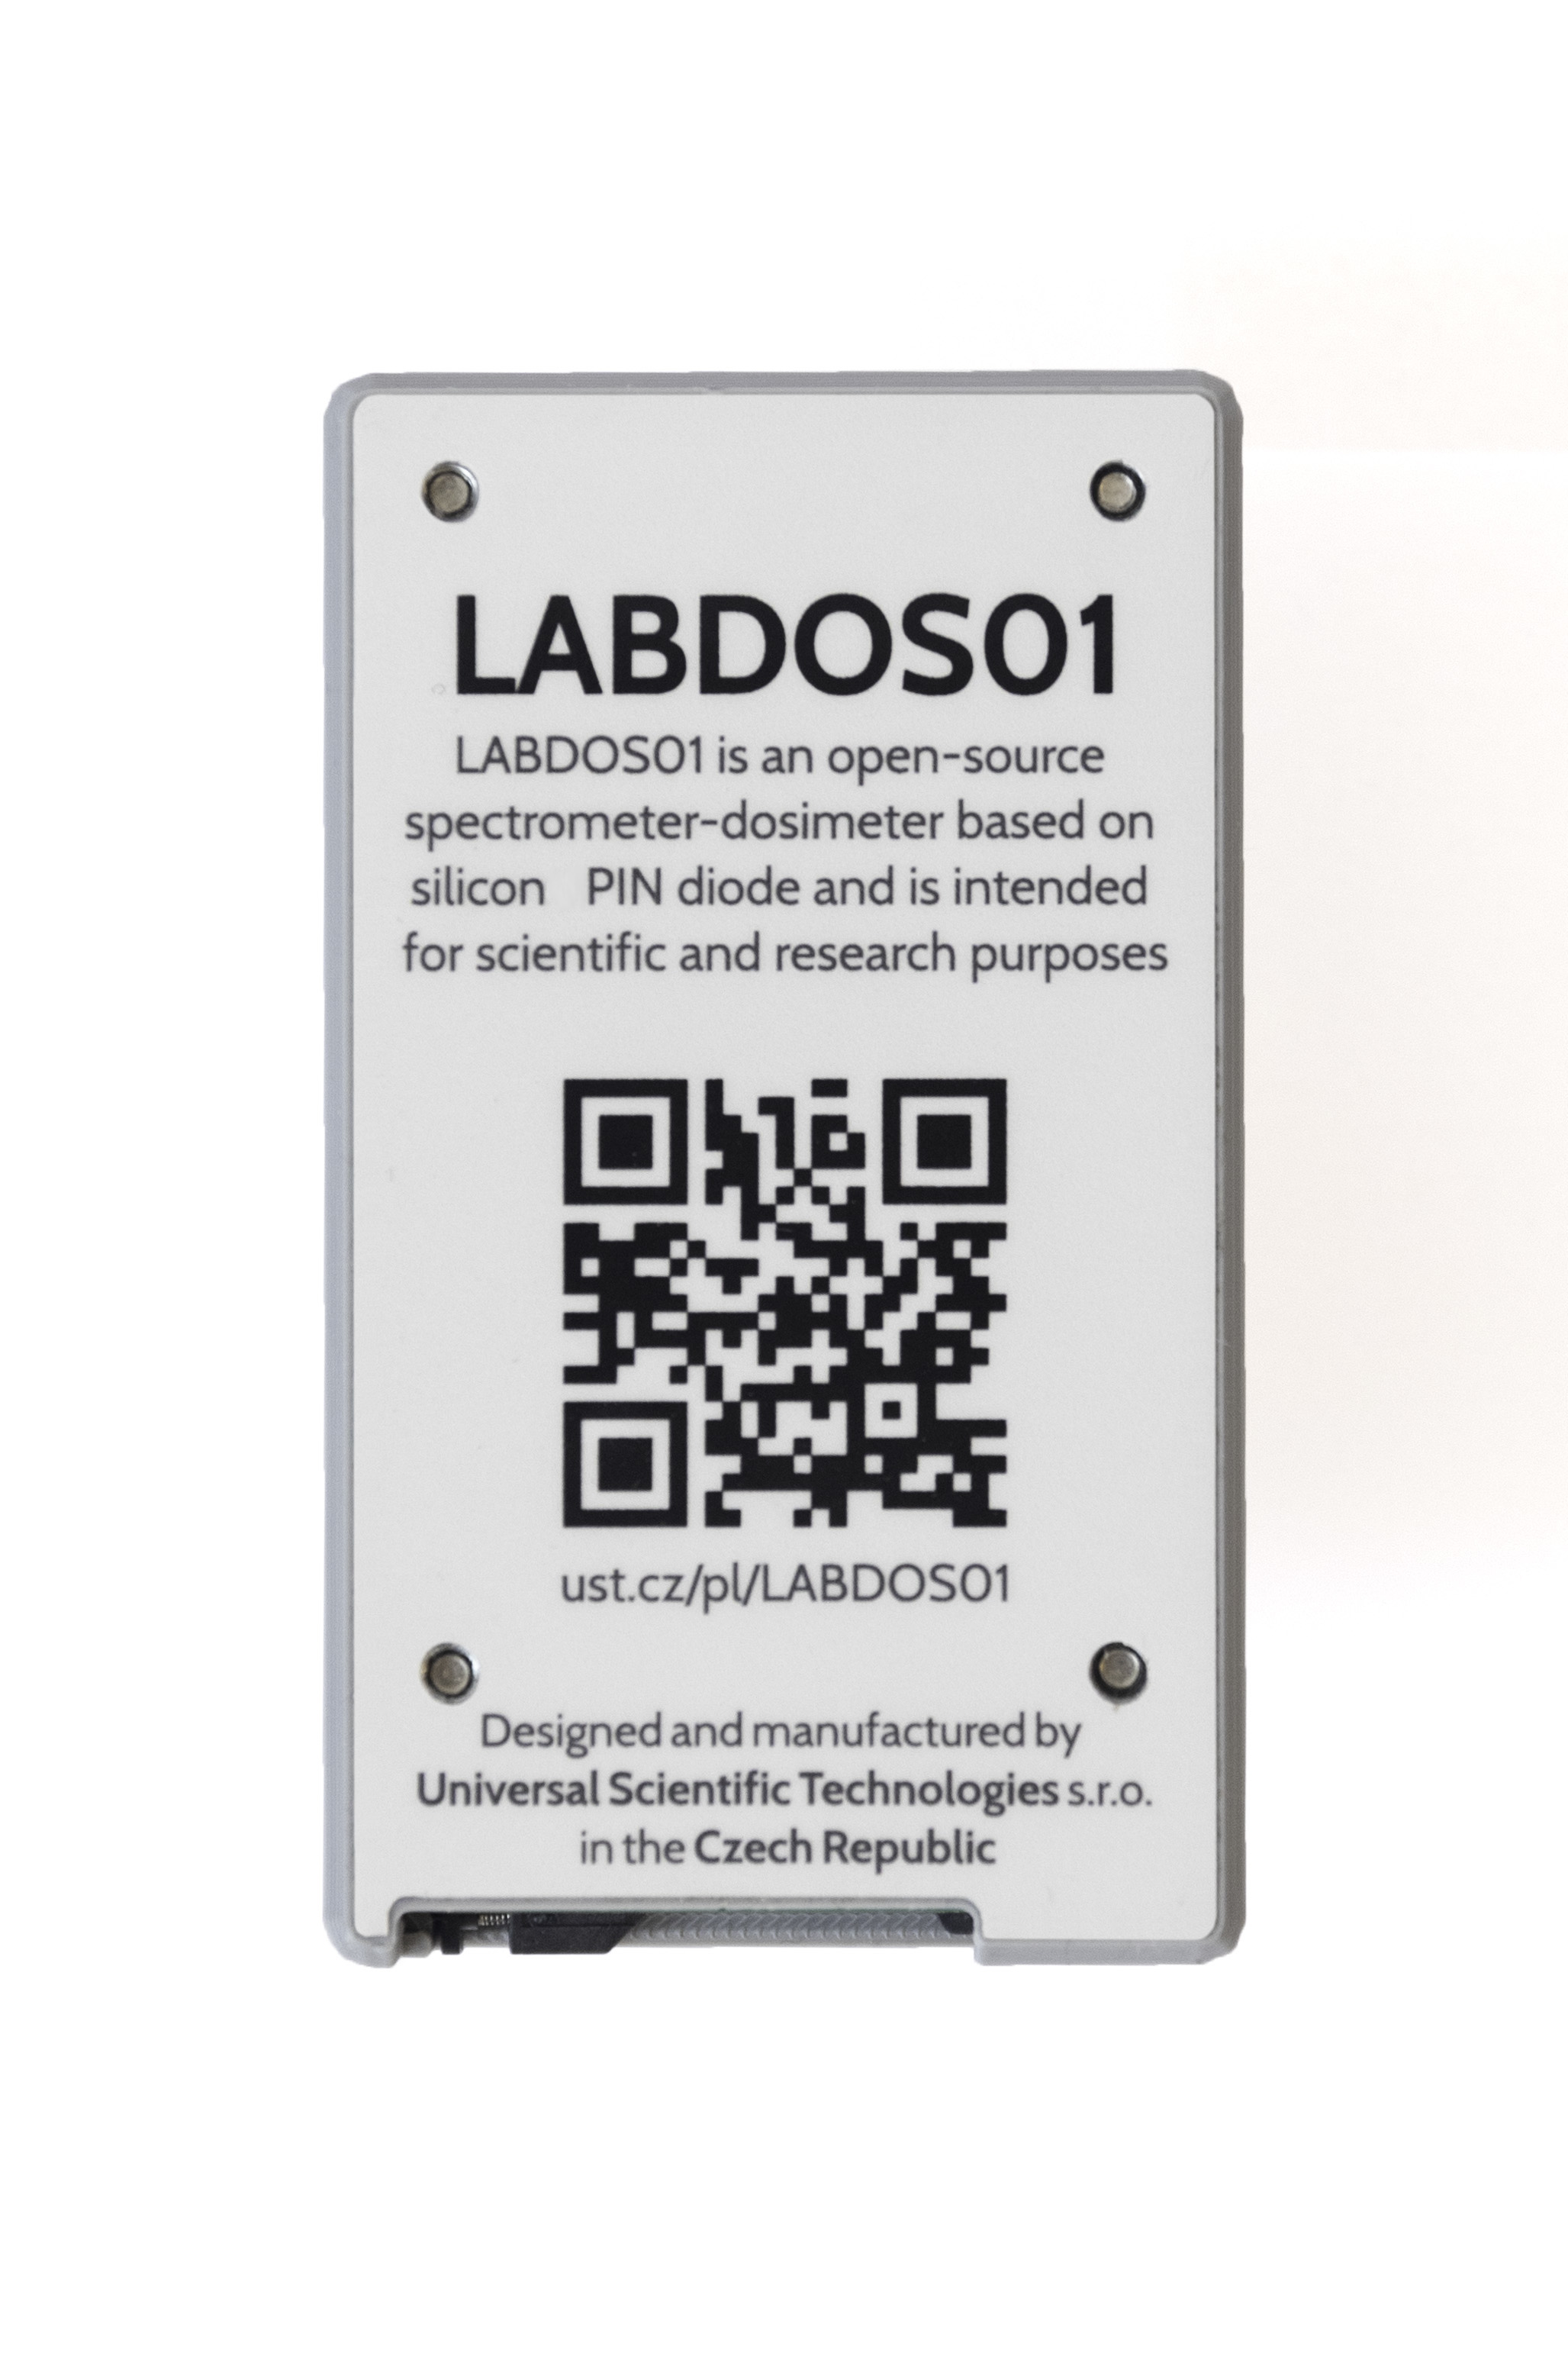 LABDOS01
LABDOS01 is an open-source
spectrometer-dosimeter based on
silicon PIN diode and is intended
for scientific and research purposes
ust.cz/pl/LABDOS01
Designed and manufactured by
Universal Scientific Technologies s.r.o.
in the Czech Republic